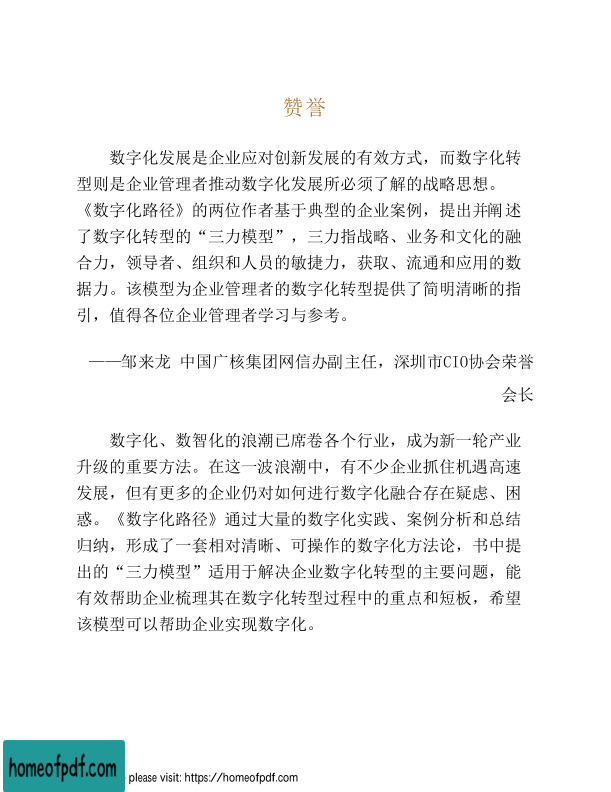 赞誉
数字化发展是企业应对创新发展的有效方式，而数字化转
型则是企业管理者推动数字化发展所必须了解的战略思想。
《数字化路径》的两位作者基于典型的企业案例，提出并阐述
了数字化转型的“三力模型”，三力指战略、业务和文化的融
合力，领导者、组织和人员的敏捷力，获取、流通和应用的数
据力。该模型为企业管理者的数字化转型提供了简明清晰的指
引，值得各位企业管理者学习与参考。
——邹来龙 中国广核集团网信办副主任，深圳市CIO协会荣誉
会长
数字化、数智化的浪潮已席卷各个行业，成为新一轮产业
升级的重要方法。在这一波浪潮中，有不少企业抓住机遇高速
发展，但有更多的企业仍对如何进行数字化融合存在疑虑、困
惑。《数字化路径》通过大量的数字化实践、案例分析和总结
归纳，形成了一套相对清晰、可操作的数字化方法论，书中提
出的“三力模型”适用于解决企业数字化转型的主要问题，能
有效帮助企业梳理其在数字化转型过程中的重点和短板，希望
该模型可以帮助企业实现数字化。
homeofpdf.com please visit: https://homeofpdf.com